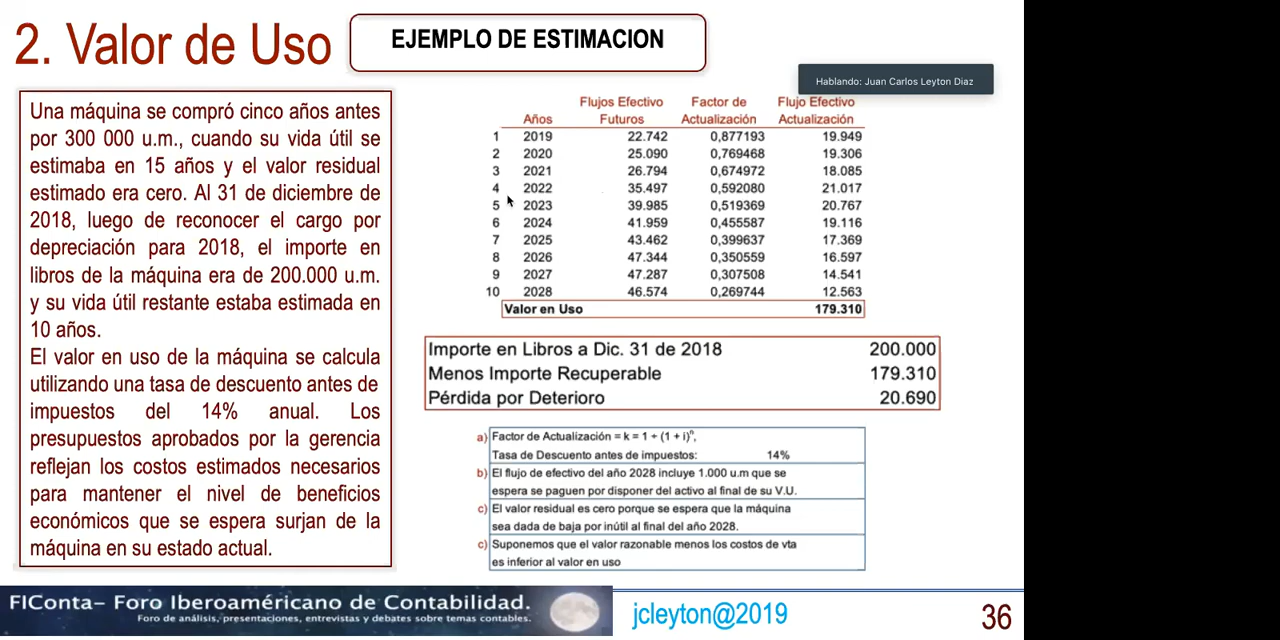 2. Valor de Uso
EJEMPLO DE ESTIMACION
Hablando: Juan Carlos Leyton Diaz
Una máquina se compró cinco años antes
por 300 000 u.m., cuando su vida útil se
estimaba en 15 años y el valor residual
estimado era cero. Al 31 de diciembre de
2018, luego de reconocer el cargo por
depreciación para 2018, el importe en
libros de la máquina era de 200.000 u.m.
y su vida útil restante estaba estimada en
10 años.
El valor en uso de la máquina se calcula
utilizando una tasa de descuento antes de
impuestos del 14% anual. Los
presupuestos aprobados por la gerencia
reflejan los costos estimados necesarios
para mantener el nivel de beneficios
económicos que se espera surjan de la
máquina en su estado actual.
Flujos Efectivo Factor de Flujo Efectivo
Años Futuros Actualización Actualización
1 2019 22.742 0,877193 19.949
2 2020 25.090 0,769468 19.306
3 2021 26.794 0,674972 18.085
4 2022 35.497 0,592080 21.017
5 2023 39.985 0,519369 20.767
6 2024 41.959 0,455587 19.116
7 2025 43.462 0,399637 17.369
8 2026 47.344 0,350559 16.597
9 2027 47.287 0,307508 14.541
10 2028 46.574 0,269744 12.563
Valor en Uso 179.310
Importe en Libros a Dic. 31 de 2018 200.000
Menos Importe Recuperable 179.310
Pérdida por Deterioro 20.690
a) Factor de Actualización = k = 1 ÷ (1 + i)ⁿ,
Tasa de Descuento antes de impuestos: 14%
b) El flujo de efectivo del año 2028 incluye 1.000 u.m que se
espera se paguen por disponer del activo al final de su V.U.
c) El valor residual es cero porque se espera que la máquina
sea dada de baja por inútil al final del año 2028.
c) Suponemos que el valor razonable menos los costos de vta
es inferior al valor en uso
FIConta– Foro Iberoaméricano de Contabilidad.
Foro de análisis, presentaciones, entrevistas y debates sobre temas contables.
jcleyton@2019
36